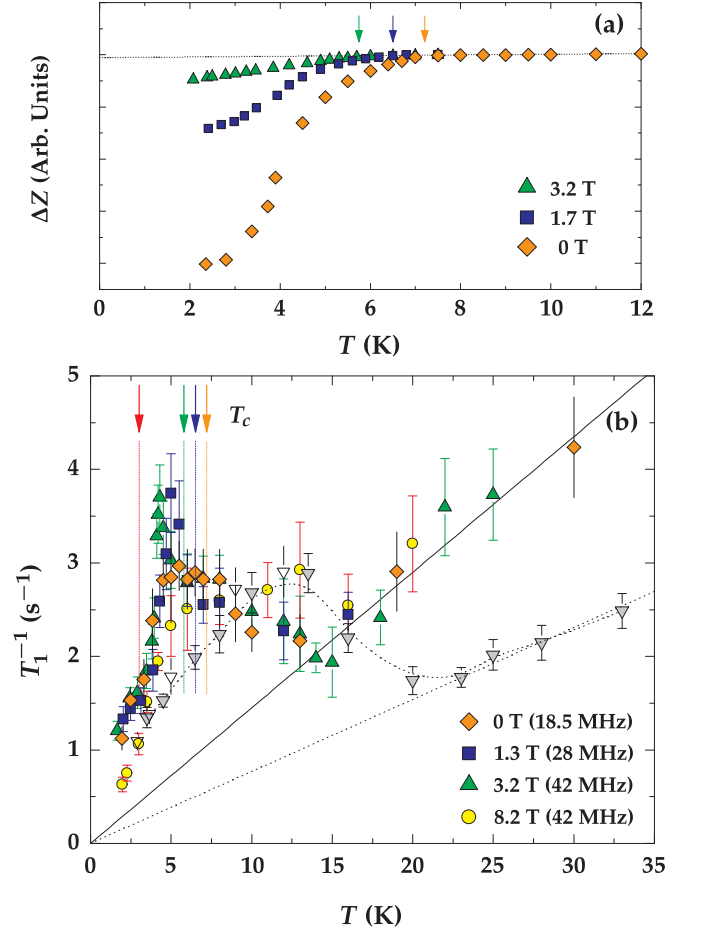 (a)
ΔZ (Arb. Units)
3.2 T
1.7 T
0 T
0 2 4 6 8 10 12
T (K)
5
4
3
2
1
0
T_c
(b)
T₁⁻¹ (s⁻¹)
0 T (18.5 MHz)
1.3 T (28 MHz)
3.2 T (42 MHz)
8.2 T (42 MHz)
0 5 10 15 20 25 30 35
T (K)